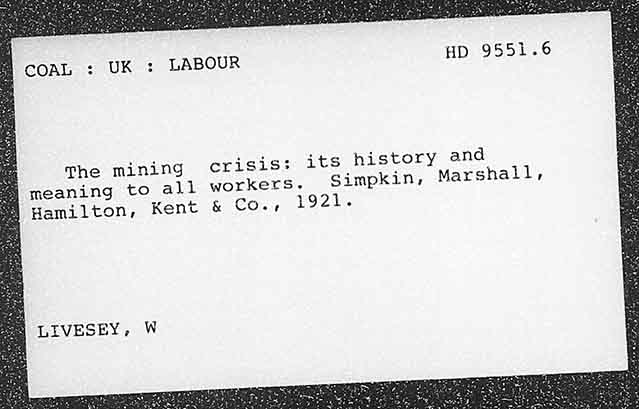 COAL : UK : LABOUR HD 9551.6
The mining crisis: its history and
meaning to all workers. Simpkin, Marshall,
Hamilton, Kent & Co., 1921.
LIVESEY, W